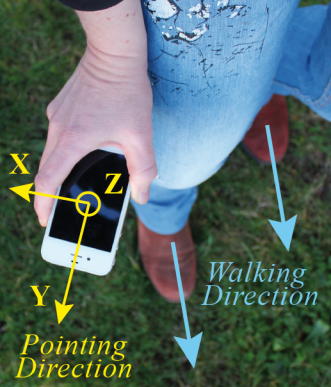 X
Z
Y
Walking
Direction
Pointing
Direction